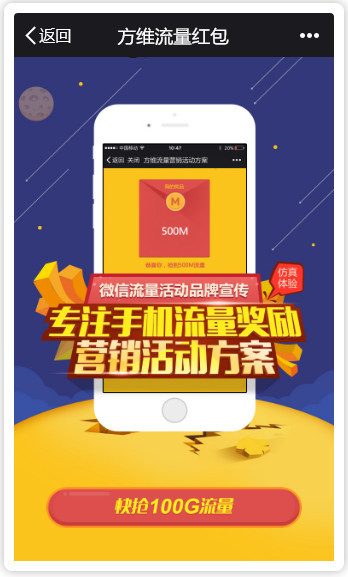 返回 方维流量红包
中国移动 10:47 20%
返回 关闭 方维流量营销活动方案
M
500M
微信流量活动品牌宣传
仿真
体验
专注手机流量奖励
营销活动方案
快抢100G流量